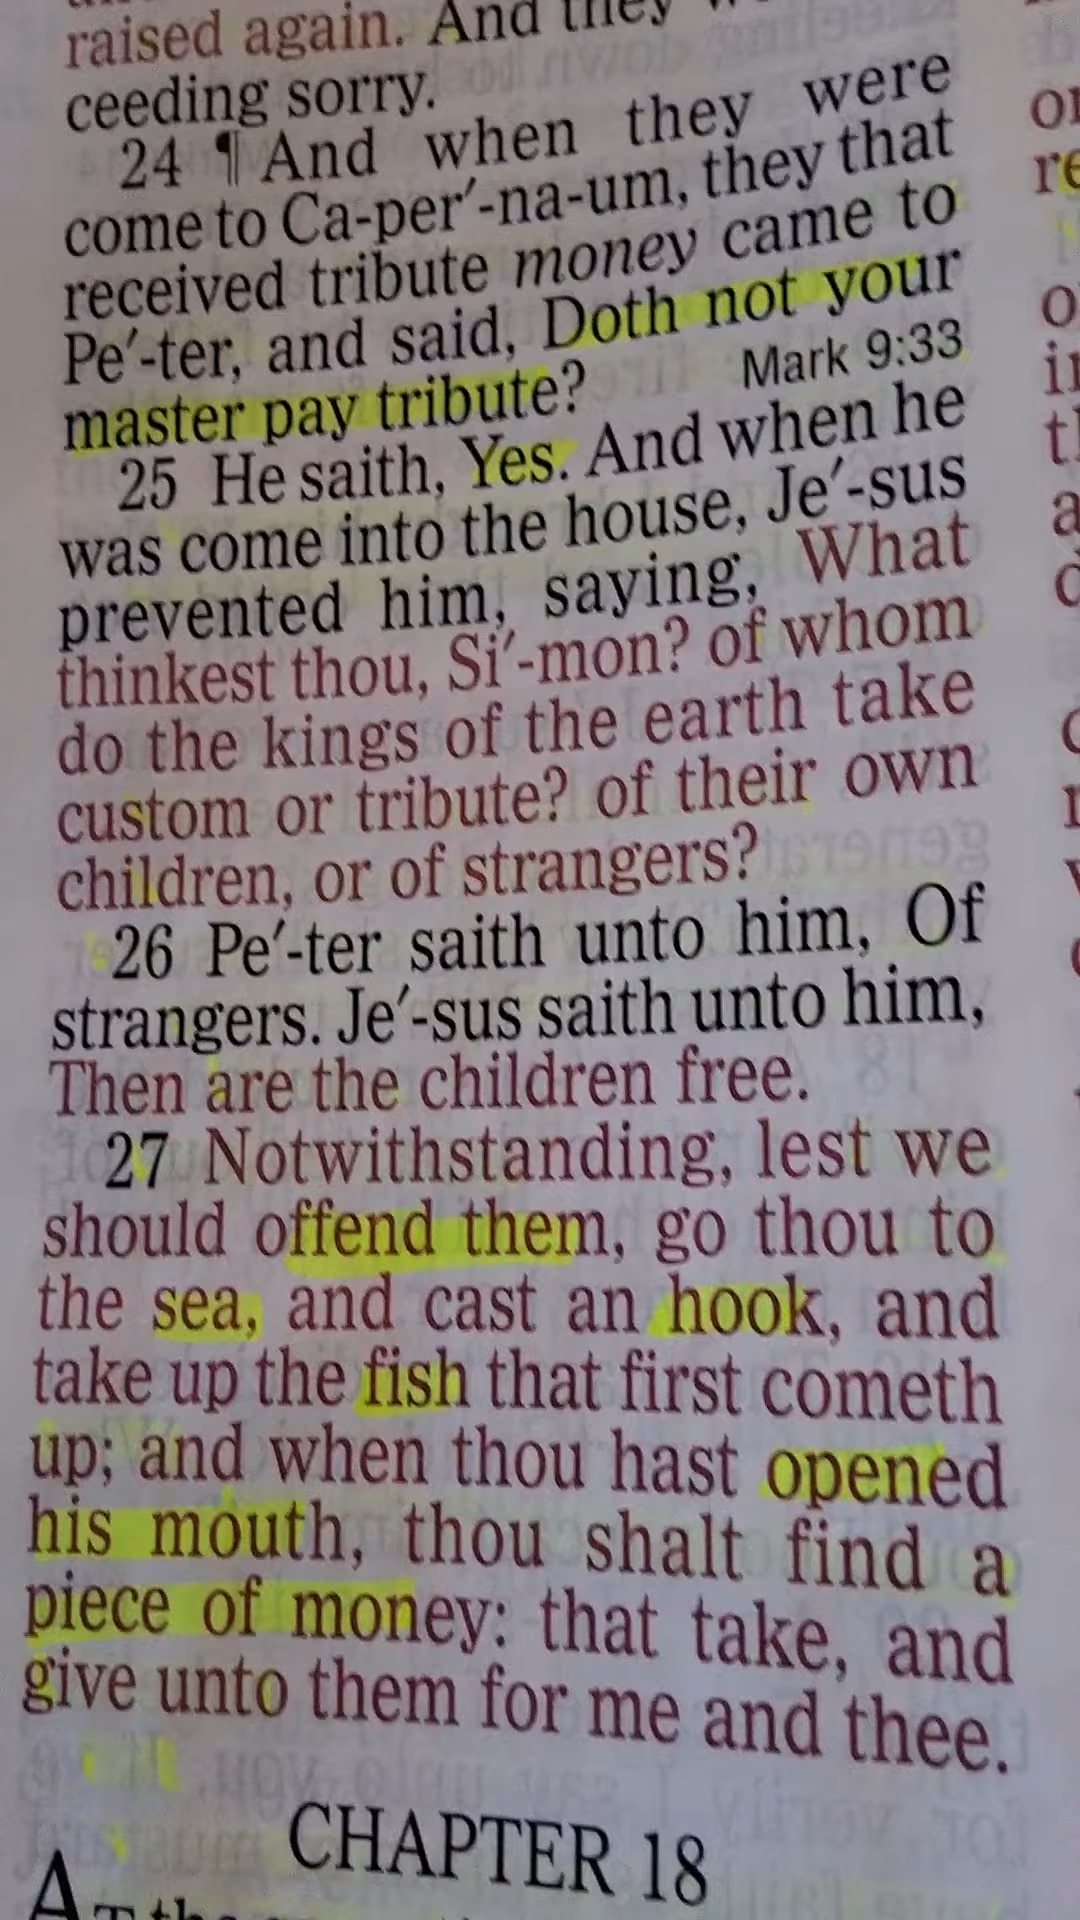 raised again. And they
ceeding sorry.
24 ¶ And when they were
come to Ca-per′-na-um, they that
received tribute money came to
Pe′-ter, and said, Doth not your
master pay tribute? Mark 9:33
25 He saith, Yes. And when he
was come into the house, Je′-sus
prevented him, saying, What
thinkest thou, Si′-mon? of whom
do the kings of the earth take
custom or tribute? of their own
children, or of strangers?
26 Pe′-ter saith unto him, Of
strangers. Je′-sus saith unto him,
Then are the children free.
27 Notwithstanding, lest we
should offend them, go thou to
the sea, and cast an hook, and
take up the fish that first cometh
up; and when thou hast opened
his mouth, thou shalt find a
piece of money: that take, and
give unto them for me and thee.
CHAPTER 18
AT the